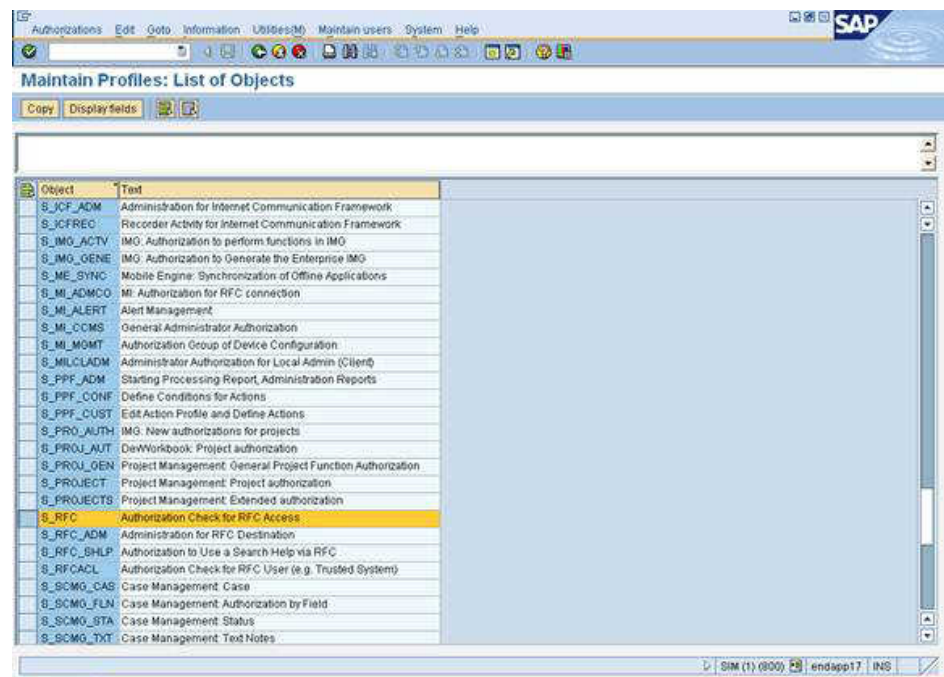 Authorizations Edit Goto Information Utilities(M) Maintain users System Help
SAP
Maintain Profiles: List of Objects
Copy Display fields
Object Text
S_ICF_ADM Administration for Internet Communication Framework
S_ICFREC Recorder Activity for Internet Communication Framework
S_IMG_ACTV IMG: Authorization to perform functions in IMG
S_IMG_GENE IMG: Authorization to Generate the Enterprise IMG
S_ME_SYNC Mobile Engine: Synchronization of Offline Applications
S_MI_ADMCO MI: Authorization for RFC connection
S_MI_ALERT Alert Management
S_MI_CCMS General Administrator Authorization
S_MI_MGMT Authorization Group of Device Configuration
S_MILCLADM Administrator Authorization for Local Admin (Client)
S_PPF_ADM Starting Processing Report, Administration Reports
S_PPF_CONF Define Conditions for Actions
S_PPF_CUST Edit Action Profile and Define Actions
S_PRO_AUTH IMG: New authorizations for projects
S_PROJ_AUT DevWorkbook: Project authorization
S_PROJ_GEN Project Management: General Project Function Authorization
S_PROJECT Project Management: Project authorization
S_PROJECTS Project Management: Extended authorization
S_RFC Authorization Check for RFC Access
S_RFC_ADM Administration for RFC Destination
S_RFC_SHLP Authorization to Use a Search Help via RFC
S_RFCACL Authorization Check for RFC User (e.g. Trusted System)
S_SCMG_CAS Case Management: Case
S_SCMG_FLN Case Management: Authorization by Field
S_SCMG_STA Case Management: Status
S_SCMG_TXT Case Management: Text Notes
SIM (1) (800) endapp17 INS